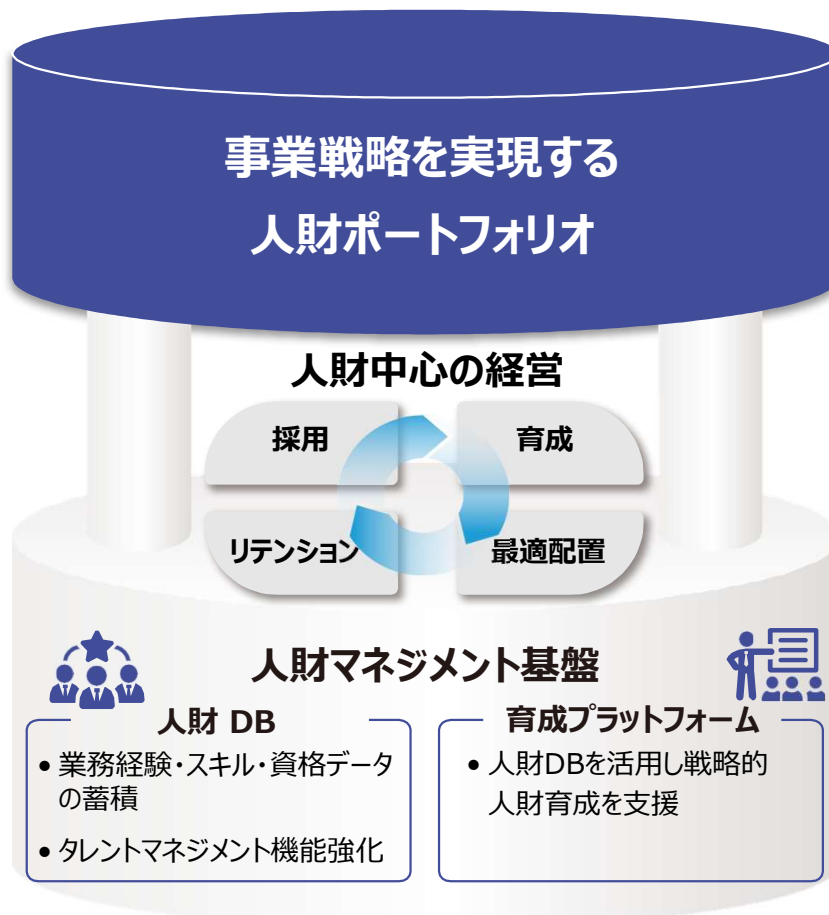 事業戦略を実現する
人財ポートフォリオ
人財中心の経営
採用
育成
リテンション
最適配置
人財マネジメント基盤
人財 DB
• 業務経験・スキル・資格データ
の蓄積
• タレントマネジメント機能強化
育成プラットフォーム
• 人財DBを活用し戦略的
人財育成を支援